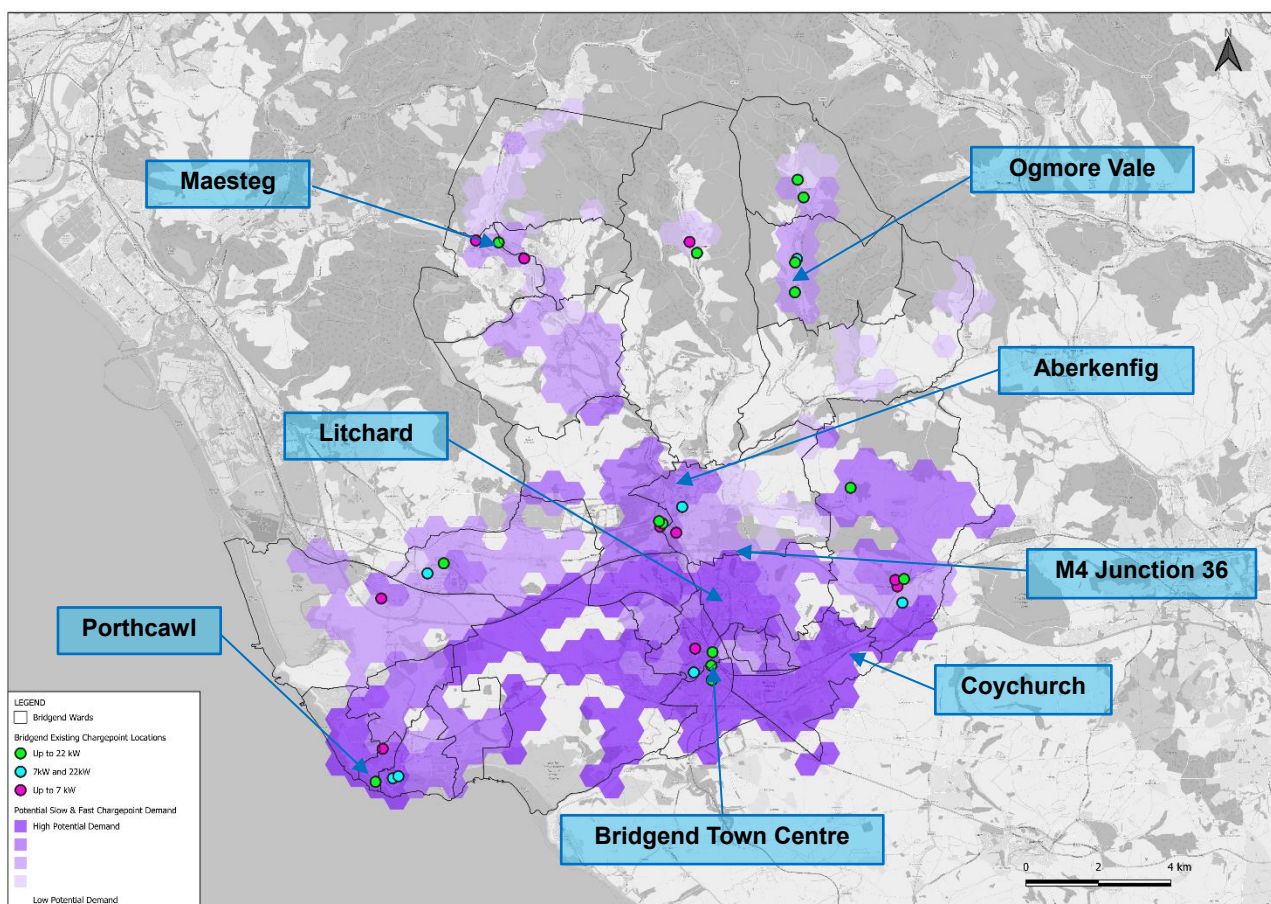 N
Maesteg
Ogmore Vale
Aberkenfig
Litchard
M4 Junction 36
Porthcawl
Coychurch
Bridgend Town Centre
LEGEND
Bridgend Wards
Bridgend Existing Chargepoint Locations
Up to 22 kW
7kW and 22kW
Up to 7 kW
Potential Slow & Fast Chargepoint Demand
High Potential Demand
Low Potential Demand
0 2 4 km